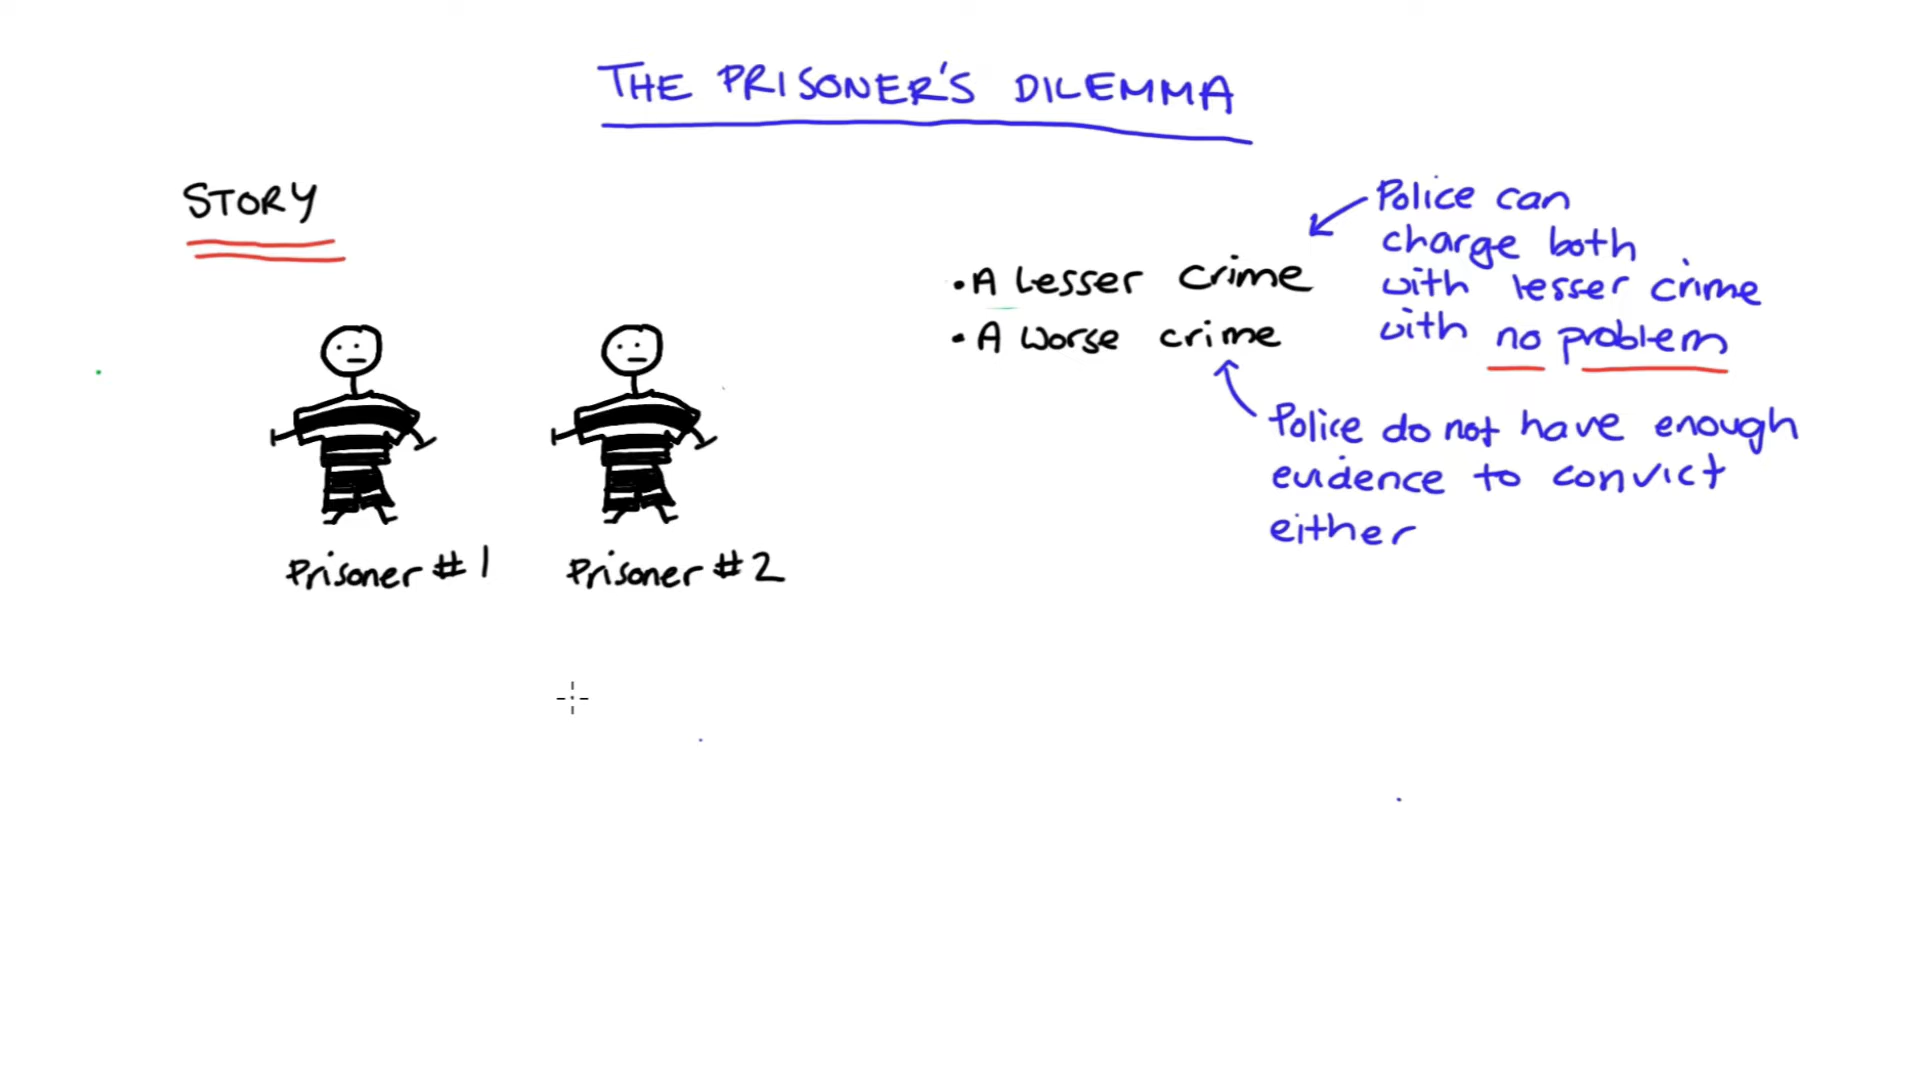 THE PRISONER'S DILEMMA
STORY
Prisoner #1
Prisoner #2
• A Lesser crime
• A worse crime
Police can
charge both
with lesser crime
with no problem
Police do not have enough
evidence to convict
either